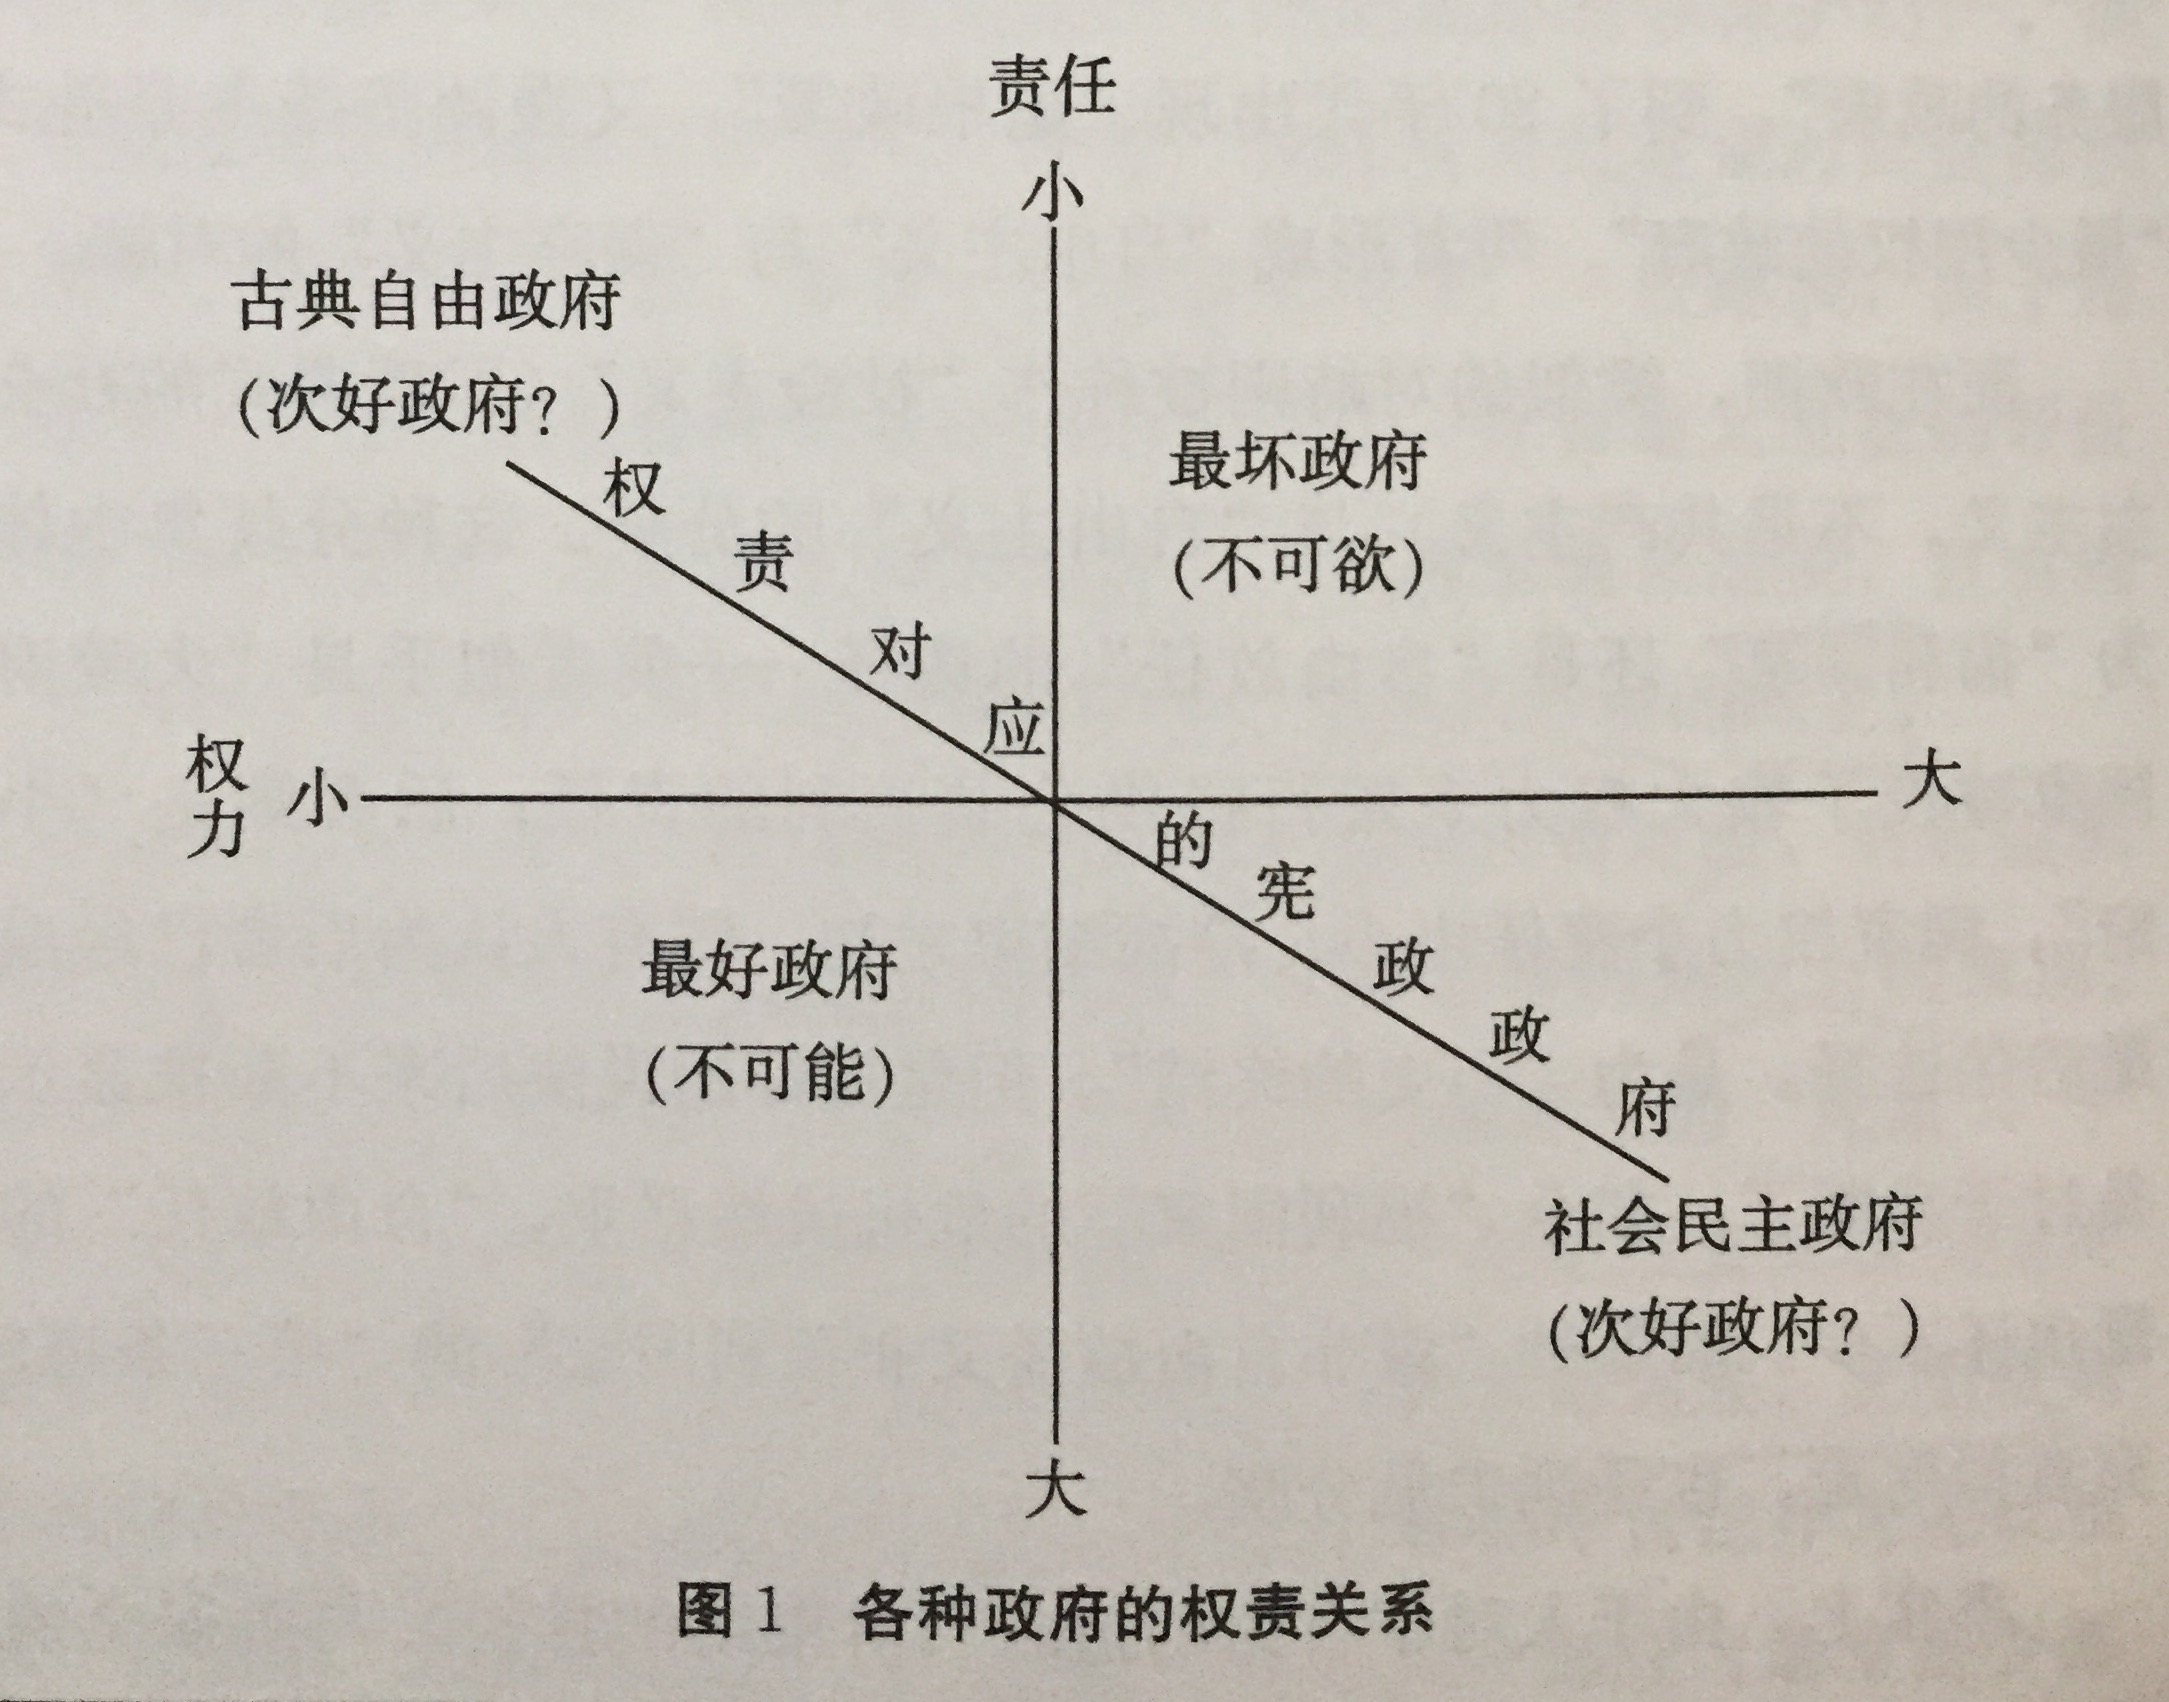 责任
小
古典自由政府
(次好政府？)
最坏政府
(不可欲)
权责对应的宪政政府
权力
小
大
最好政府
(不可能)
社会民主政府
(次好政府？)
大
图1 各种政府的权责关系